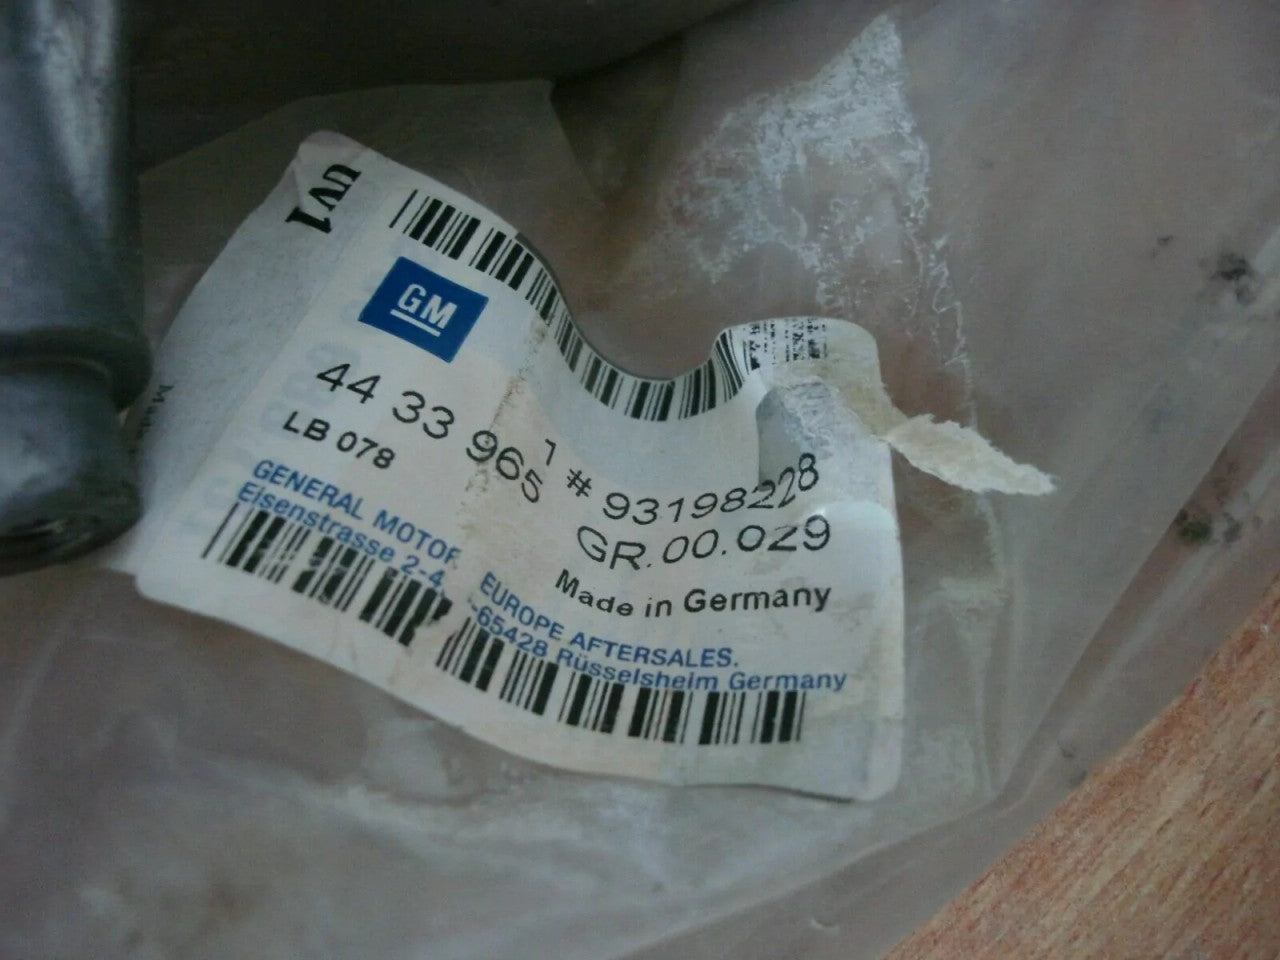 UV1
GM
44 33 965
1 # 93198228
LB 078
GR.00.029
Made in Germany
GENERAL MOTOR EUROPE AFTERSALES.
Eisenstrasse 2-4 -65428 Rüsselsheim Germany